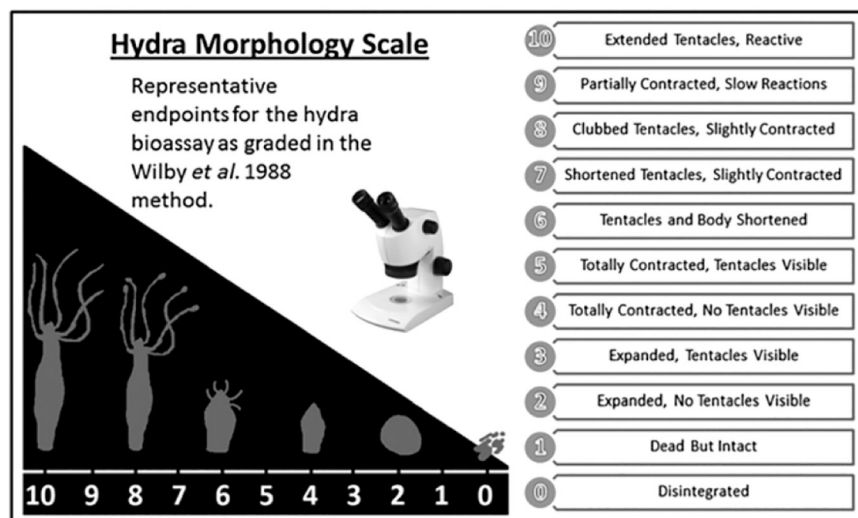 Hydra Morphology Scale
Representative
endpoints for the hydra
bioassay as graded in the
Wilby et al. 1988
method.
10 9 8 7 6 5 4 3 2 1 0
10 Extended Tentacles, Reactive
9 Partially Contracted, Slow Reactions
8 Clubbed Tentacles, Slightly Contracted
7 Shortened Tentacles, Slightly Contracted
6 Tentacles and Body Shortened
5 Totally Contracted, Tentacles Visible
4 Totally Contracted, No Tentacles Visible
3 Expanded, Tentacles Visible
2 Expanded, No Tentacles Visible
1 Dead But Intact
0 Disintegrated